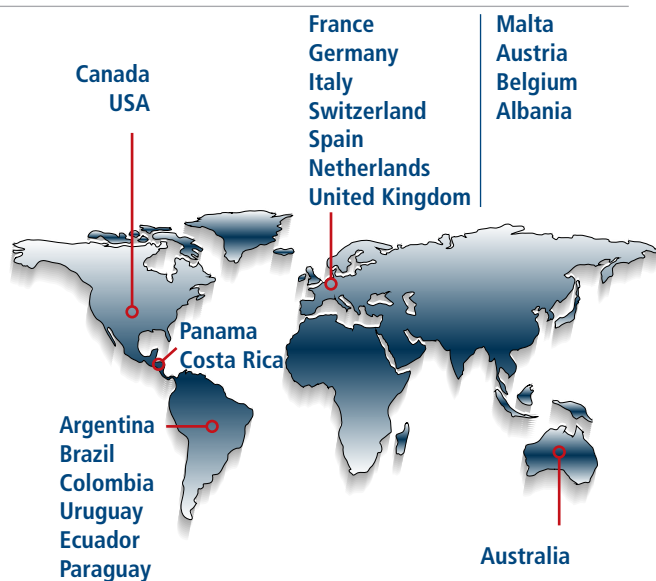 Canada
USA
France
Germany
Italy
Switzerland
Spain
Netherlands
United Kingdom
Malta
Austria
Belgium
Albania
Panama
Costa Rica
Argentina
Brazil
Colombia
Uruguay
Ecuador
Paraguay
Australia